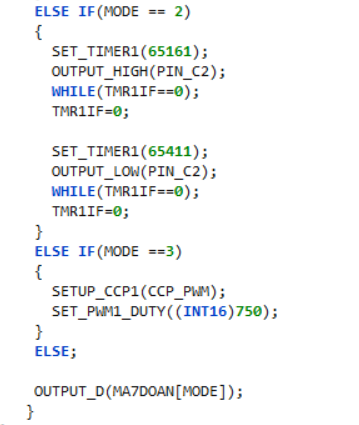 ELSE IF(MODE == 2)
{
SET_TIMER1(65161);
OUTPUT_HIGH(PIN_C2);
WHILE(TMR1IF==0);
TMR1IF=0;
SET_TIMER1(65411);
OUTPUT_LOW(PIN_C2);
WHILE(TMR1IF==0);
TMR1IF=0;
}
ELSE IF(MODE ==3)
{
SETUP_CCP1(CCP_PWM);
SET_PWM1_DUTY((INT16)750);
}
ELSE;
OUTPUT_D(MA7DOAN[MODE]);
}